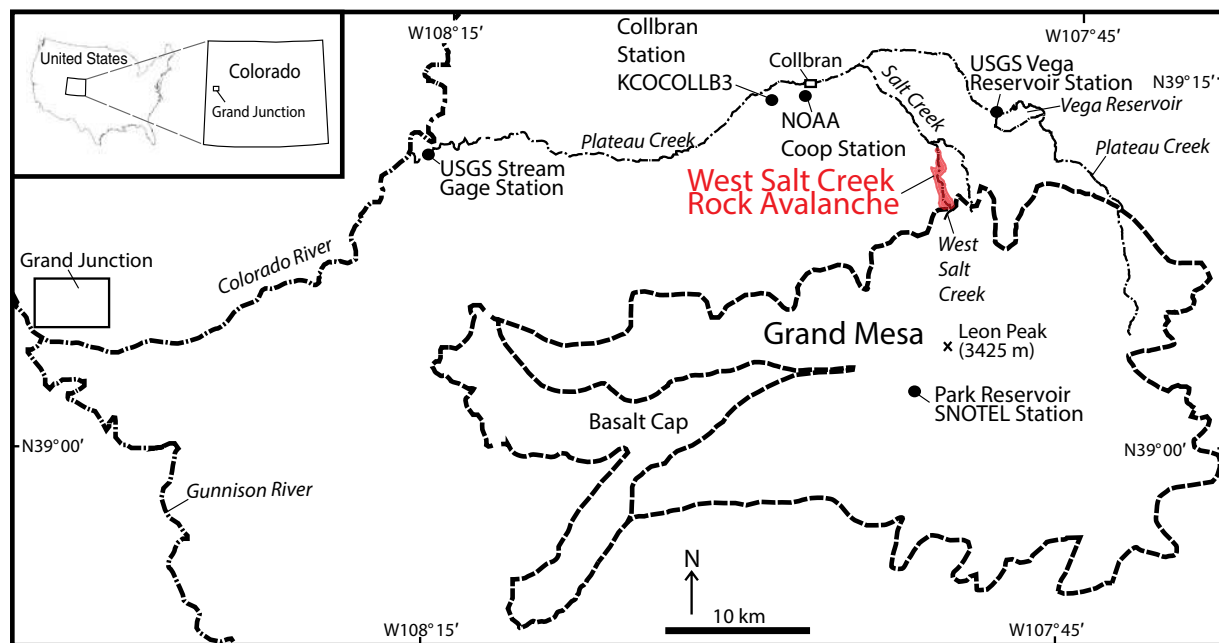 W108°15′
W107°45′
United States
Colorado
Grand Junction
Collbran
Station
KCOCOLLB3
Collbran
NOAA
Coop Station
Salt Creek
USGS Vega
Reservoir Station
Vega Reservoir
N39°15′
Plateau Creek
Plateau Creek
USGS Stream
Gage Station
West Salt Creek
Rock Avalanche
West
Salt
Creek
Grand Junction
Colorado River
Grand Mesa
Leon Peak
(3425 m)
Park Reservoir
SNOTEL Station
Basalt Cap
N39°00′
N39°00′
Gunnison River
N
10 km
W108°15′
W107°45′